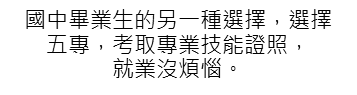 國中畢業生的另一種選擇，選擇
五專，考取專業技能證照，
就業沒煩惱。